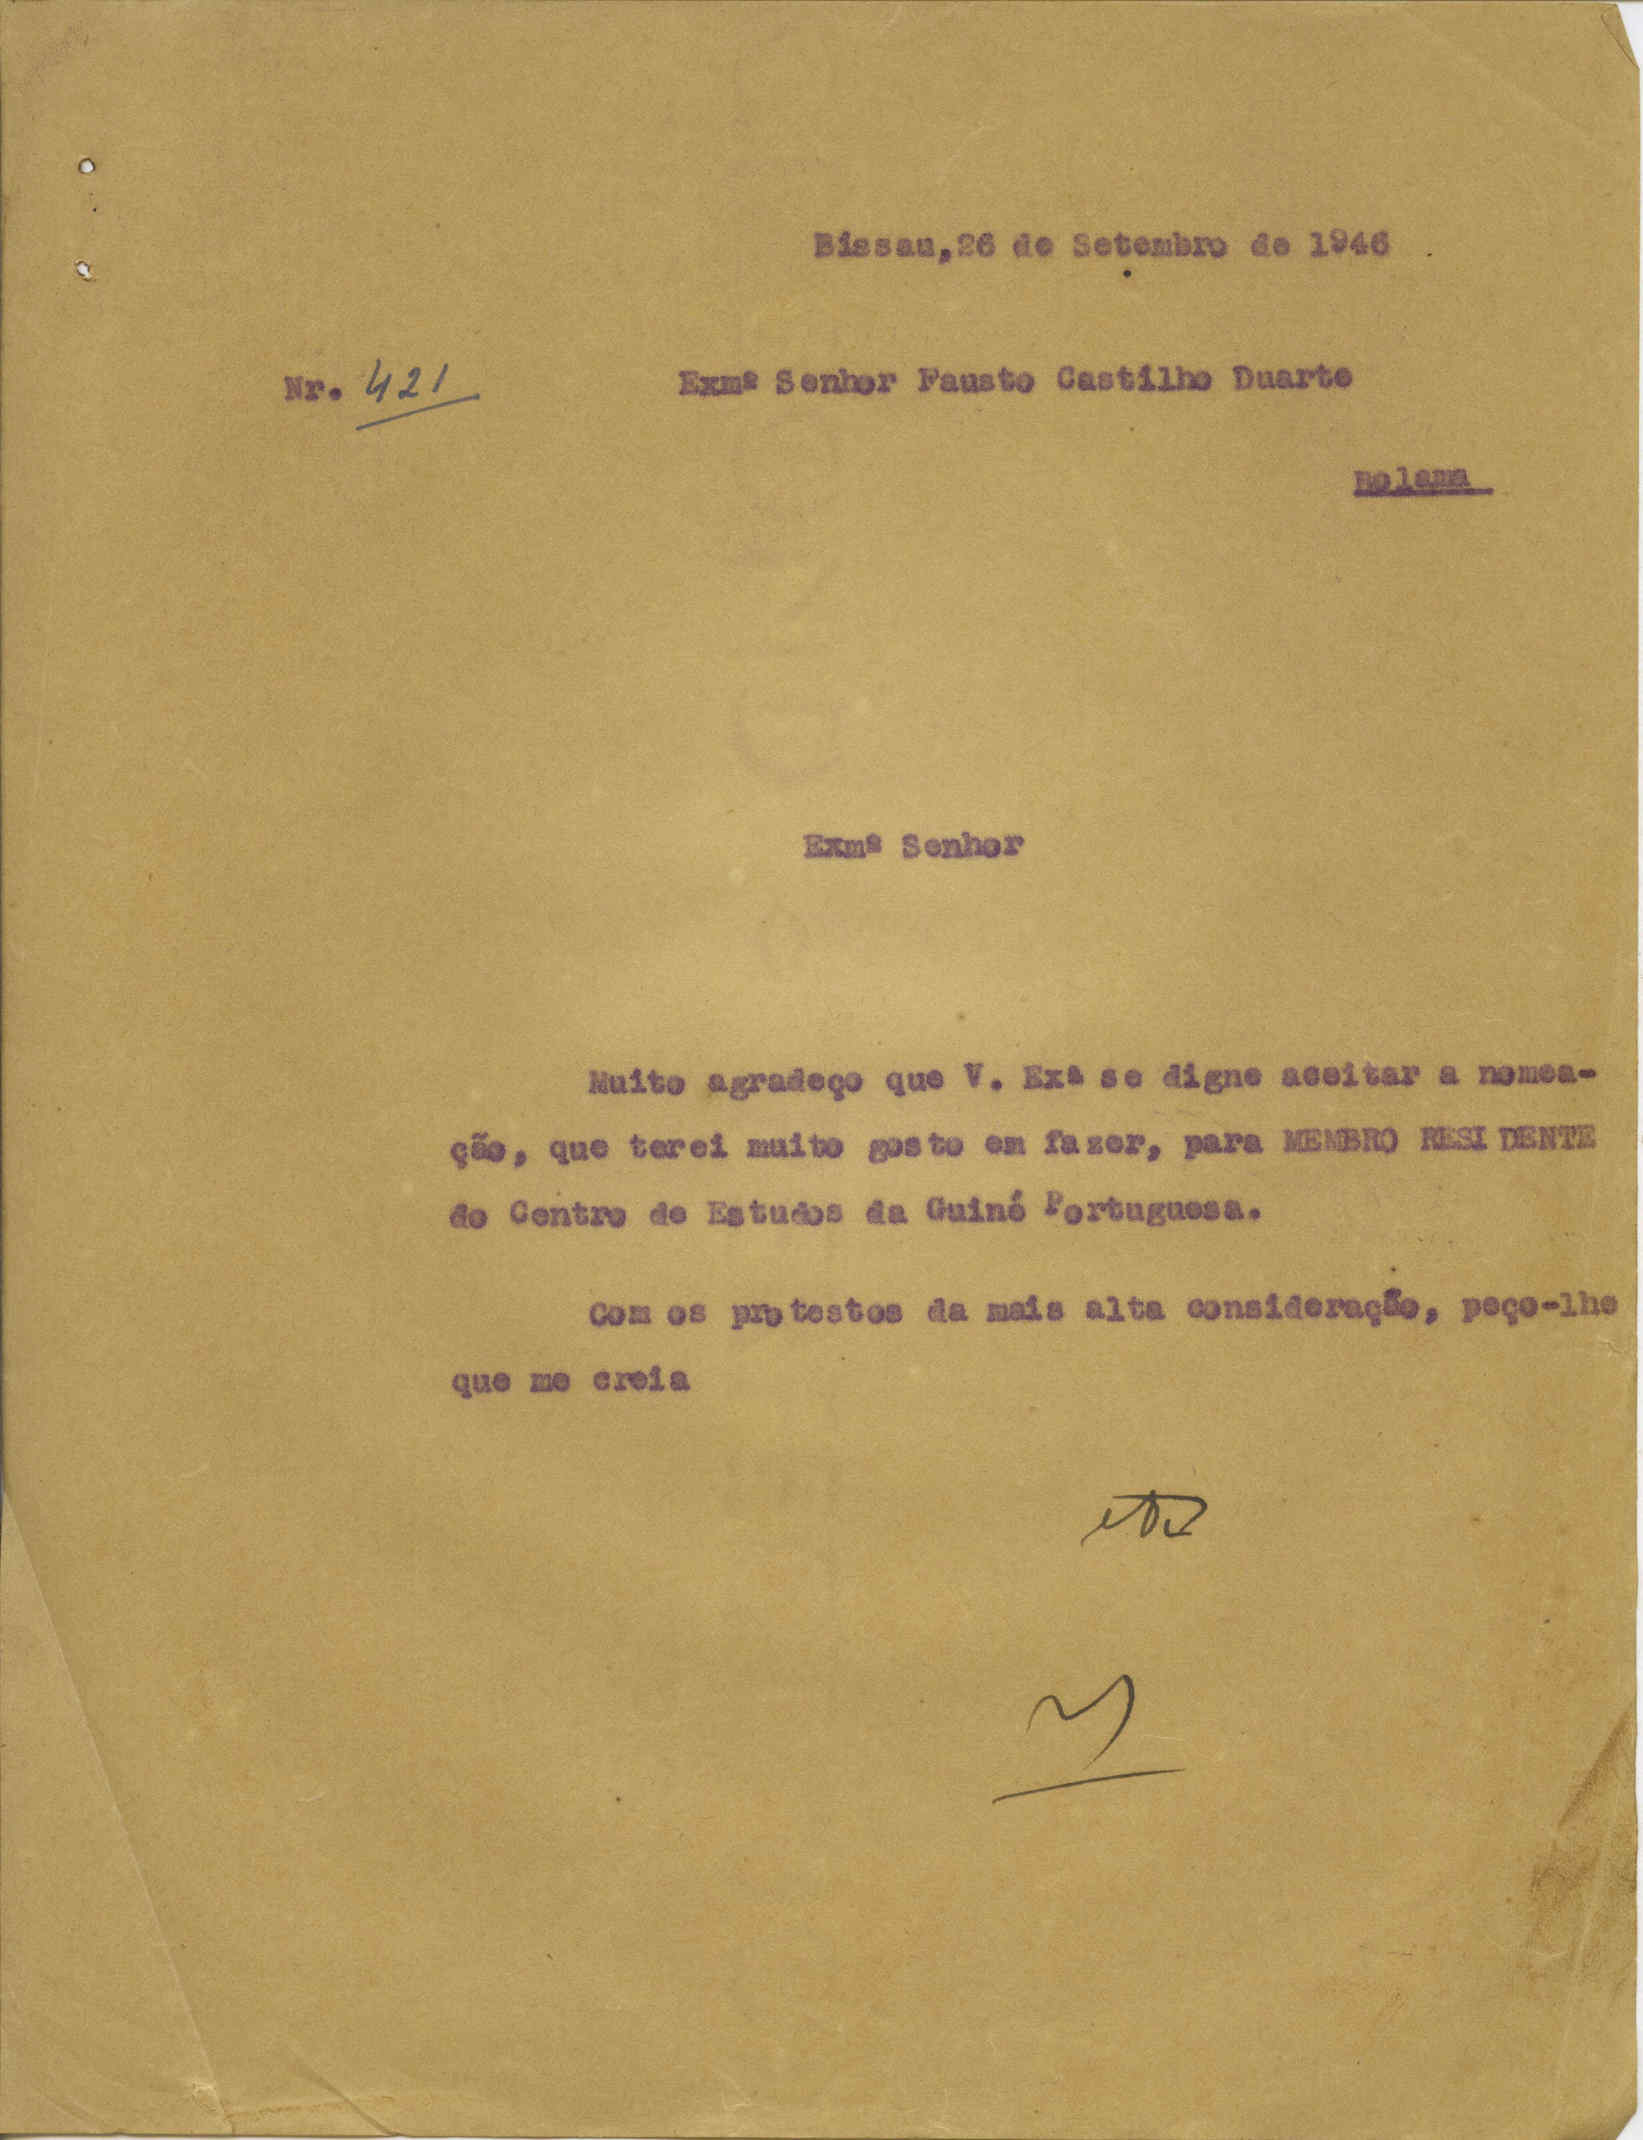 Bissau,26 de Setembro de 1946
Nr. 421
Exmº Senhor Fausto Castilho Duarte
Bolama
Exmº Senhor
Muito agradeço que V. Exª se digne aceitar a nomea-
ção, que terei muito gosto em fazer, para MEMBRO RESIDENTE
do Centro de Estudos da Guiné Portuguesa.
Com os protestos da mais alta consideração, peço-lhe
que me creia